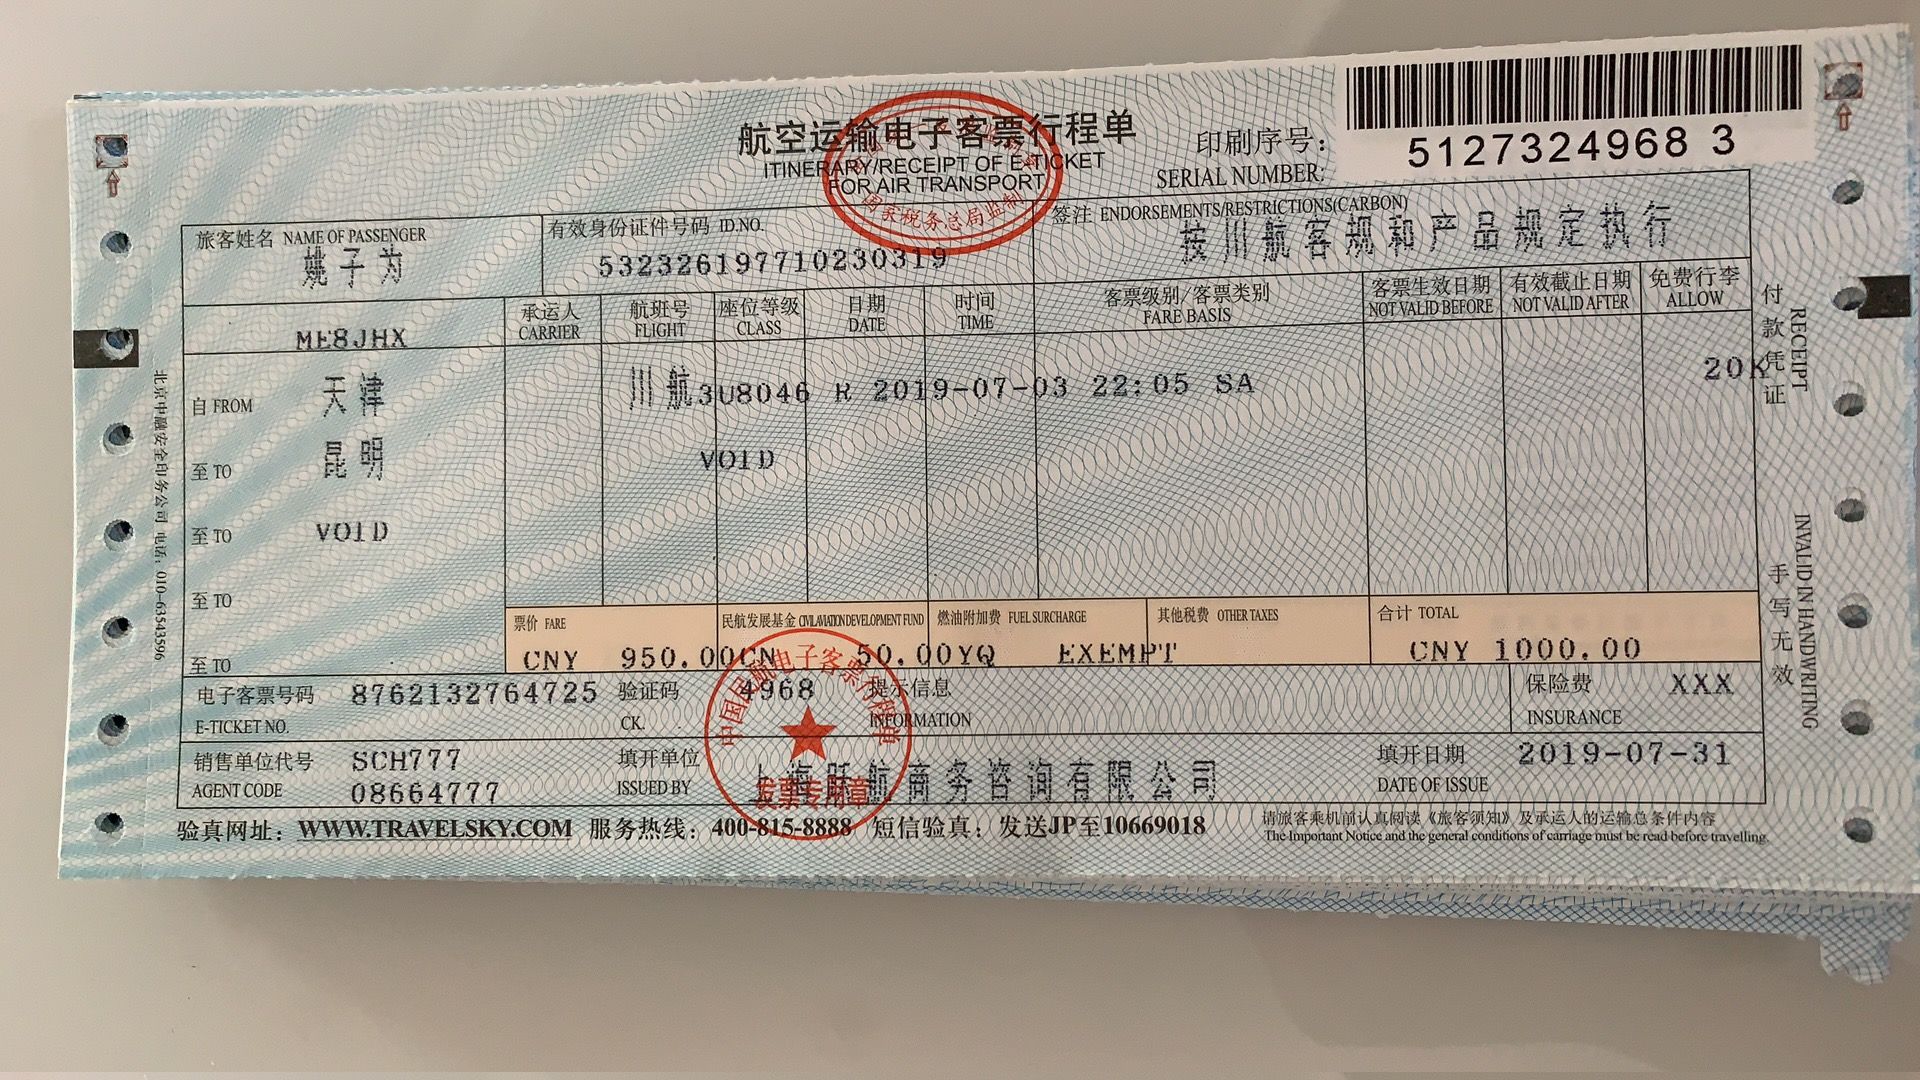 航空运输电子客票行程单
ITINERARY/RECEIPT OF E-TICKET
FOR AIR TRANSPORT
国家税务总局监制
印刷序号:
SERIAL NUMBER:
5127324968 3
旅客姓名 NAME OF PASSENGER
姚子为
有效身份证件号码 ID.NO.
532326197710230319
签注 ENDORSEMENTS/RESTRICTIONS(CARBON)
按川航客规和产品规定执行
ME8JHX
承运人 CARRIER
航班号 FLIGHT
座位等级 CLASS
日期 DATE
时间 TIME
客票级别/客票类别 FARE BASIS
客票生效日期 NOT VALID BEFORE
有效截止日期 NOT VALID AFTER
免费行李 ALLOW
自 FROM 天津 川航3U8046 R 2019-07-03 22:05 SA 20K
至 TO 昆明 VOID
至 TO VOID
至 TO
至 TO
票价 FARE 民航发展基金 CIVIL AVIATION DEVELOPMENT FUND 燃油附加费 FUEL SURCHARGE 其他税费 OTHER TAXES 合计 TOTAL
CNY 950.00CN 50.00YQ EXEMPT CNY 1000.00
电子客票号码 8762132764725 验证码 4968 提示信息 保险费 XXX
E-TICKET NO. CK. INFORMATION INSURANCE
销售单位代号 SCH777 填开单位 填开日期 2019-07-31
AGENT CODE 08664777 ISSUED BY 上海跃航商务咨询有限公司 DATE OF ISSUE
中国民航电子客票行程单
发票专用章
验真网址: WWW.TRAVELSKY.COM 服务热线: 400-815-8888 短信验真: 发送JP至10669018
请旅客乘机前认真阅读《旅客须知》及承运人的运输总条件内容
The Important Notice and the general conditions of carriage must be read before travelling.
北京中融安全印务公司 电话: 010-63543596
付款凭证 RECEIPT
手写无效 INVALID IN HANDWRITING